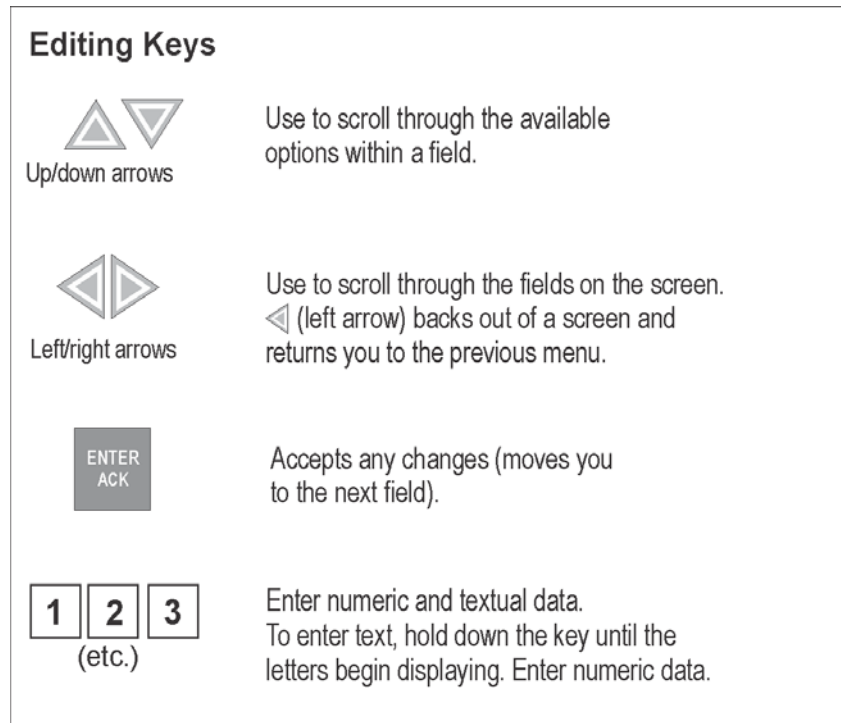 Editing Keys
Use to scroll through the available
options within a field.
Up/down arrows
Use to scroll through the fields on the screen.
(left arrow) backs out of a screen and
returns you to the previous menu.
Left/right arrows
ENTER
ACK
Accepts any changes (moves you
to the next field).
1 2 3
(etc.)
Enter numeric and textual data.
To enter text, hold down the key until the
letters begin displaying. Enter numeric data.